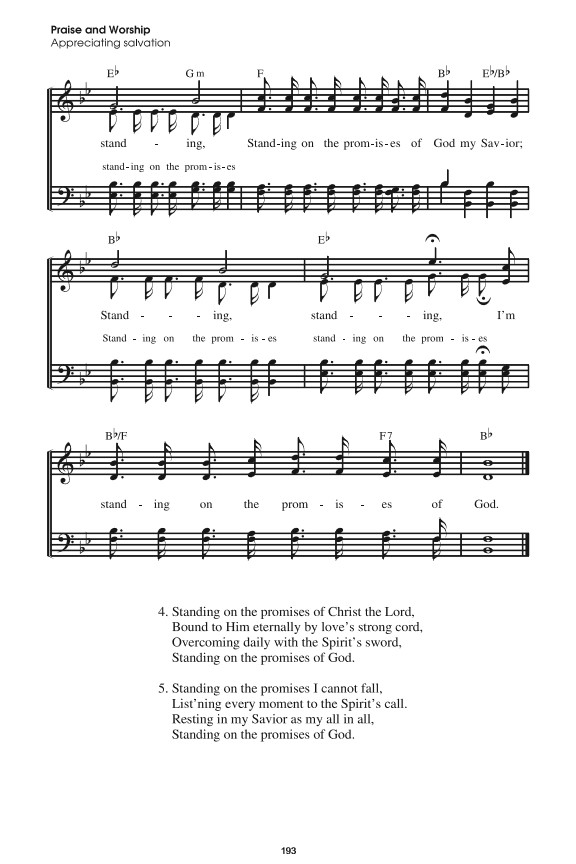 Praise and Worship
Appreciating salvation
E♭ Gm F B♭ E♭/B♭
stand - ing, Stand-ing on the prom-is-es of God my Sav-ior;
stand-ing on the prom-is-es
B♭ E♭
Stand - - - ing, stand - - - ing, I'm
Stand - ing on the prom - is - es stand - ing on the prom - is - es
B♭/F F7 B♭
stand - ing on the prom - is - es of God.
4. Standing on the promises of Christ the Lord,
Bound to Him eternally by love's strong cord,
Overcoming daily with the Spirit's sword,
Standing on the promises of God.
5. Standing on the promises I cannot fall,
List'ning every moment to the Spirit's call.
Resting in my Savior as my all in all,
Standing on the promises of God.
193